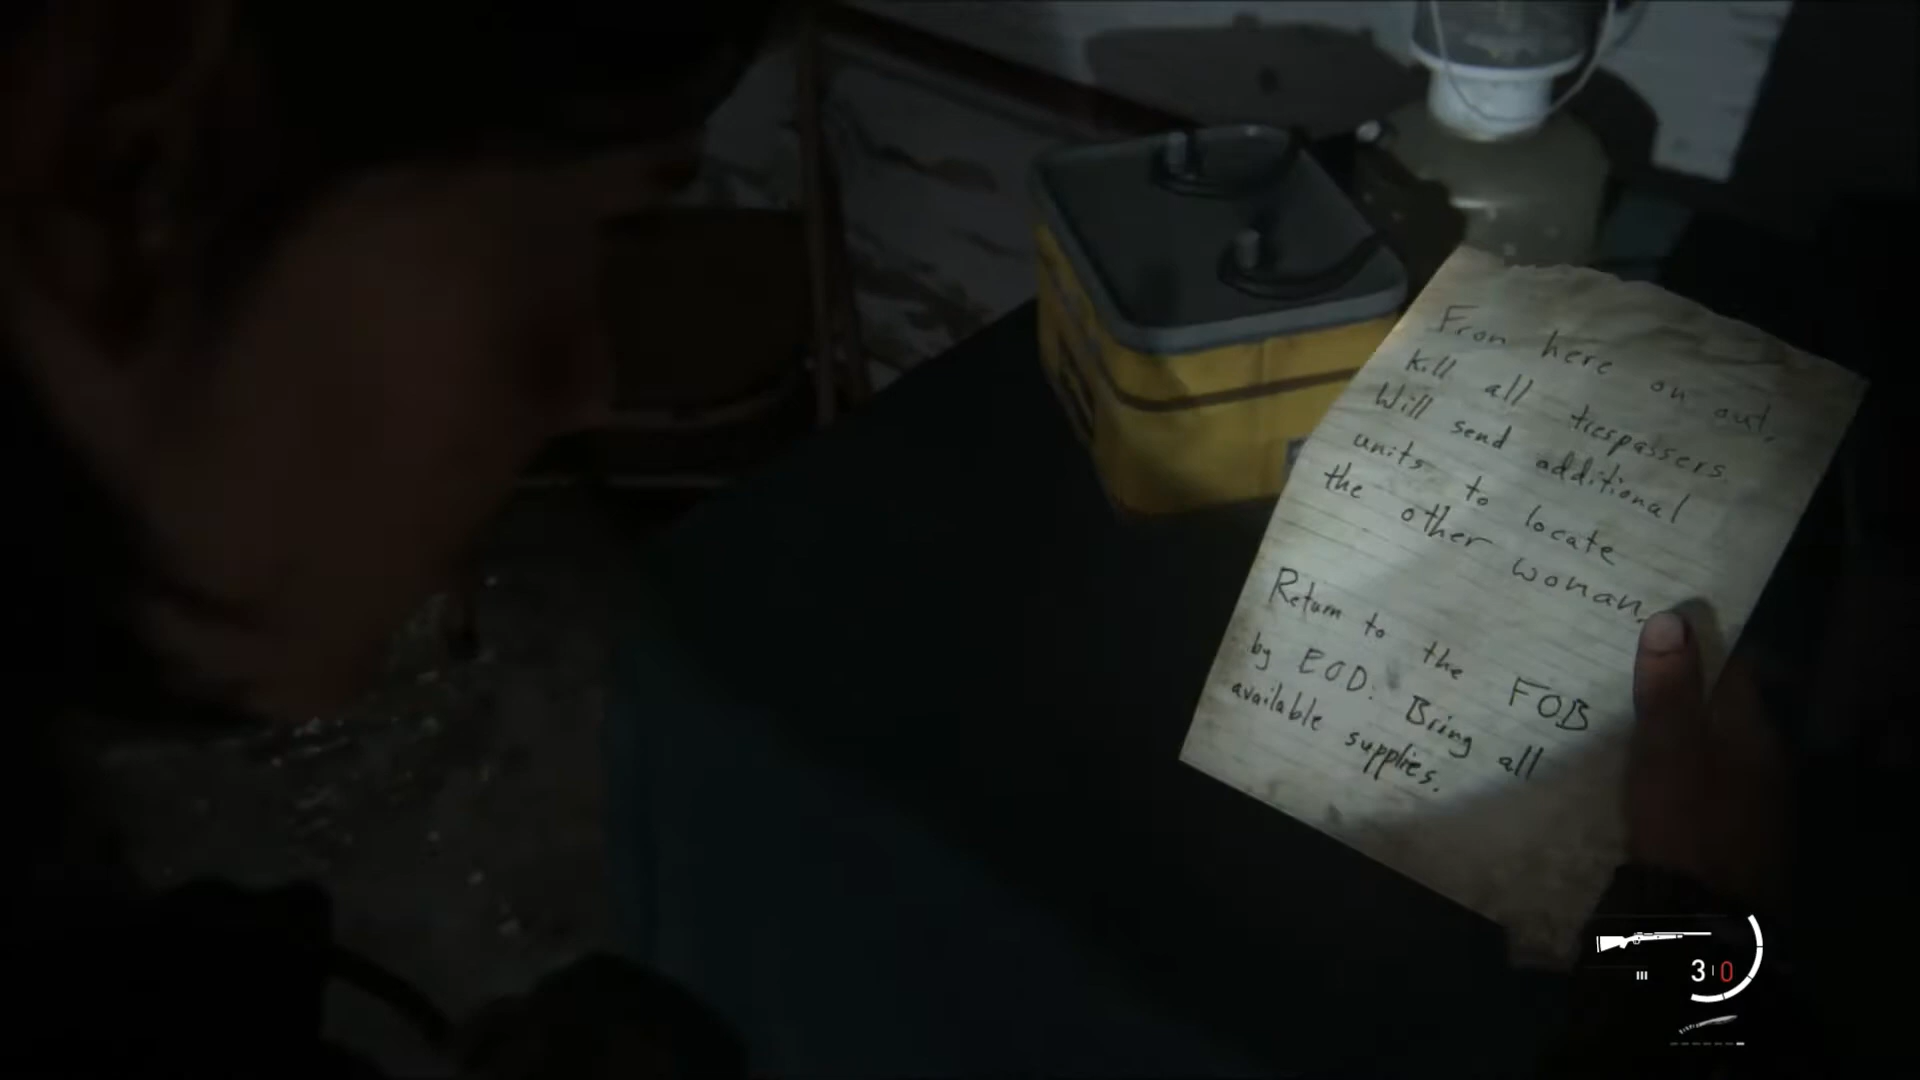 From here on out,
kill all trespassers.
Will send additional
units to locate
the other woman.
Return to the FOB
by EOD. Bring all
available supplies.
3 0